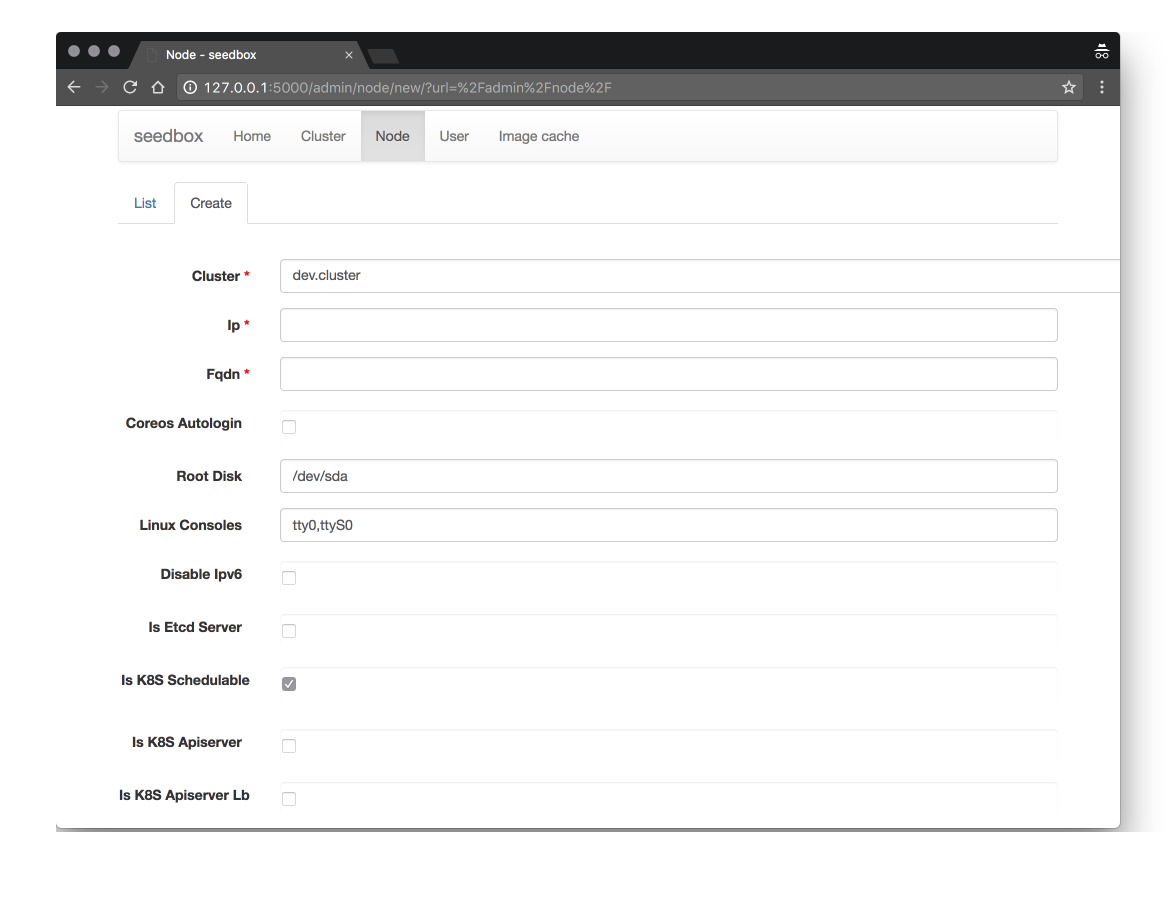 Node - seedbox
127.0.0.1:5000/admin/node/new/?url=%2Fadmin%2Fnode%2F
seedbox Home Cluster Node User Image cache
List Create
Cluster * dev.cluster
Ip *
Fqdn *
Coreos Autologin
Root Disk /dev/sda
Linux Consoles tty0,ttyS0
Disable Ipv6
Is Etcd Server
Is K8S Schedulable
Is K8S Apiserver
Is K8S Apiserver Lb